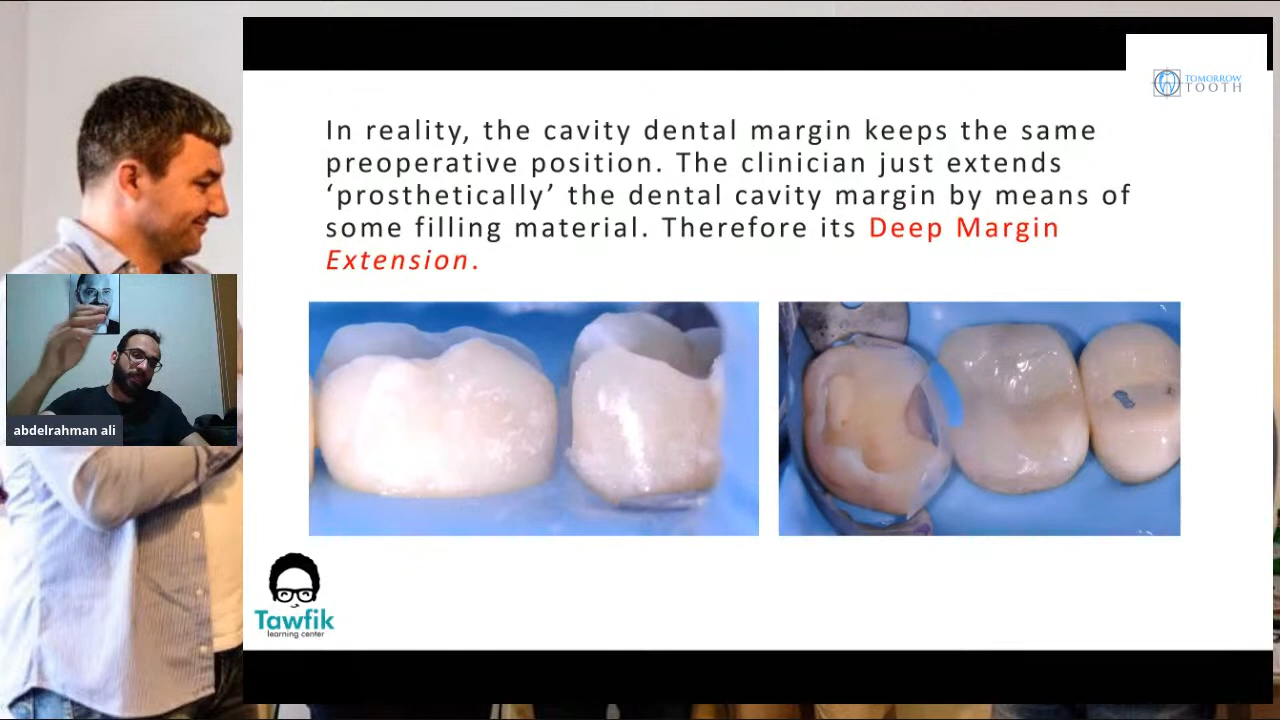 TOMORROW
TOOTH
In reality, the cavity dental margin keeps the same
preoperative position. The clinician just extends
‘prosthetically’ the dental cavity margin by means of
some filling material. Therefore its Deep Margin
Extension.
abdelrahman ali
Tawfik
learning center